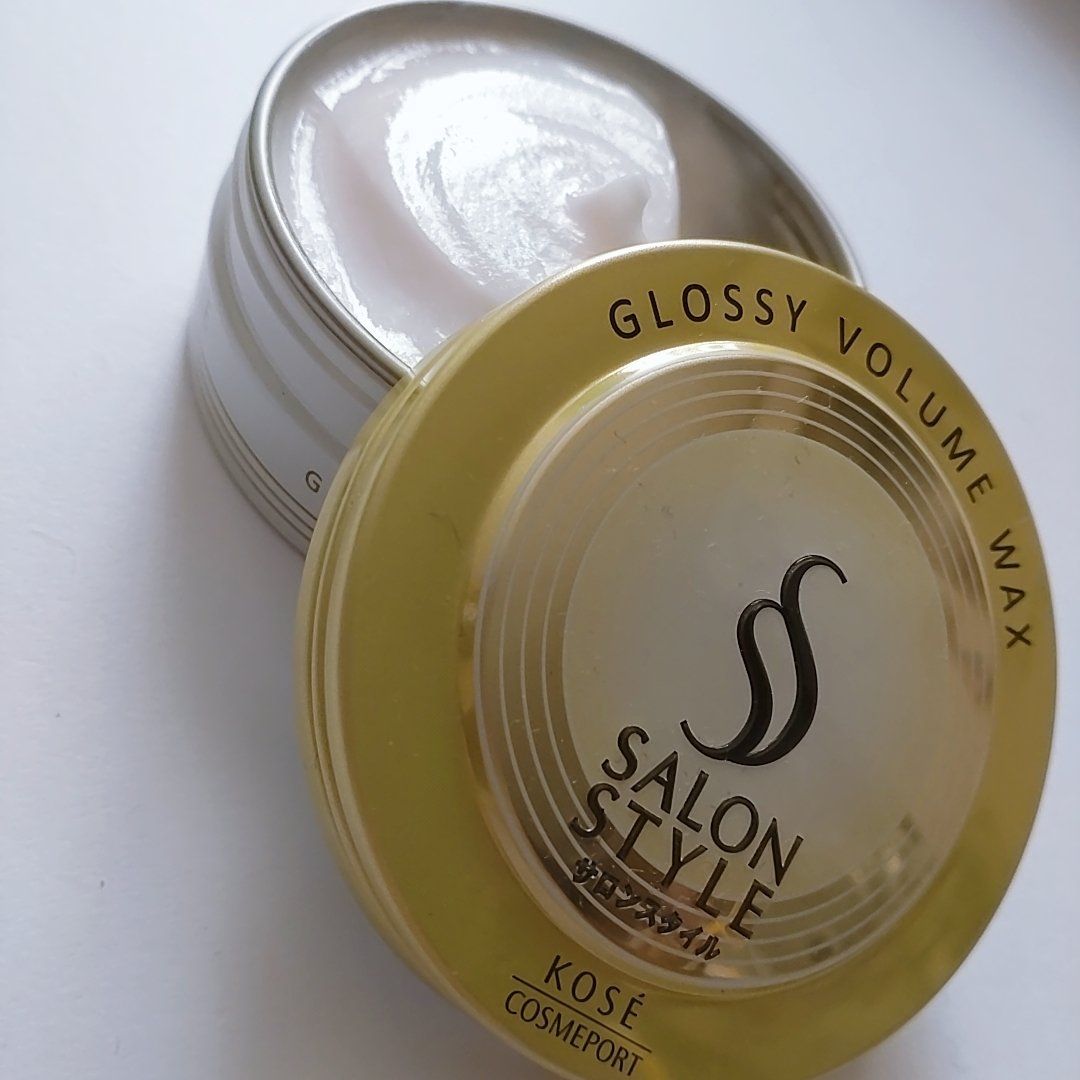 GLOSSY VOLUME WAX
SALON
STYLE
サロンスタイル
KOSÉ
COSMEPORT
G